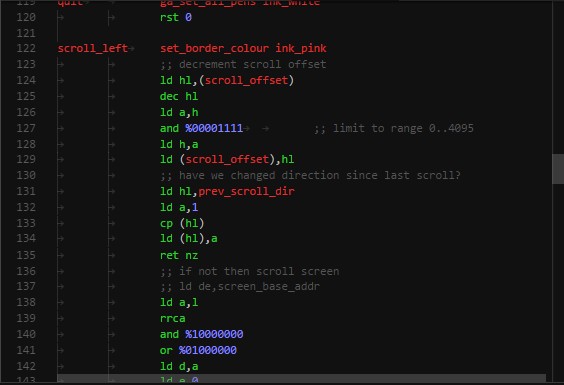 119 quit ga_set_all_pens ink_white
120 rst 0
121
122 scroll_left set_border_colour ink_pink
123 ;; decrement scroll offset
124 ld hl,(scroll_offset)
125 dec hl
126 ld a,h
127 and %00001111 ;; limit to range 0..4095
128 ld h,a
129 ld (scroll_offset),hl
130 ;; have we changed direction since last scroll?
131 ld hl,prev_scroll_dir
132 ld a,1
133 cp (hl)
134 ld (hl),a
135 ret nz
136 ;; if not then scroll screen
137 ;; ld de,screen_base_addr
138 ld a,l
139 rrca
140 and %10000000
141 or %01000000
142 ld d,a
143 ld e,0